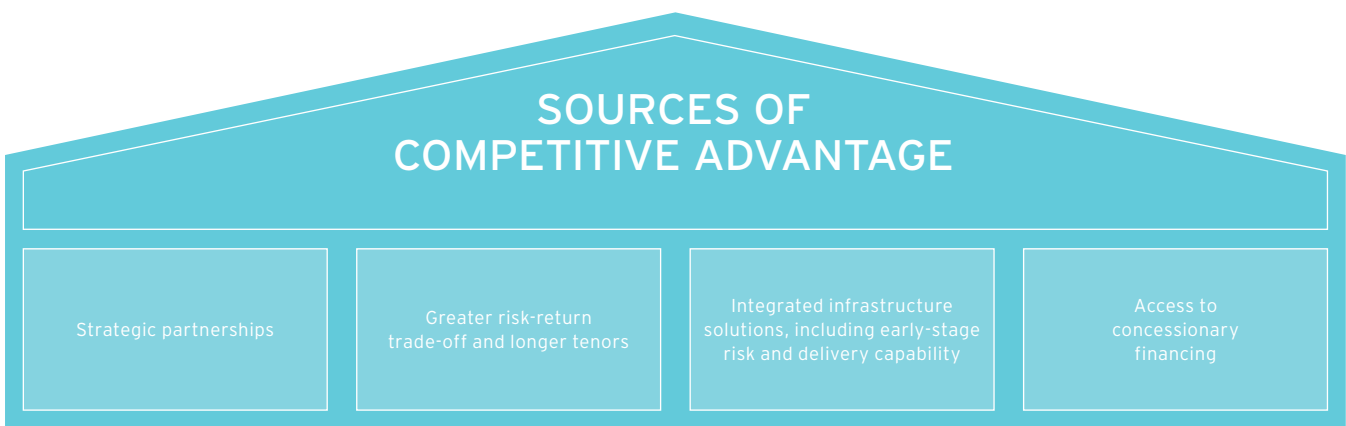 SOURCES OF
COMPETITIVE ADVANTAGE
Strategic partnerships
Greater risk-return
trade-off and longer tenors
Integrated infrastructure
solutions, including early-stage
risk and delivery capability
Access to
concessionary
financing